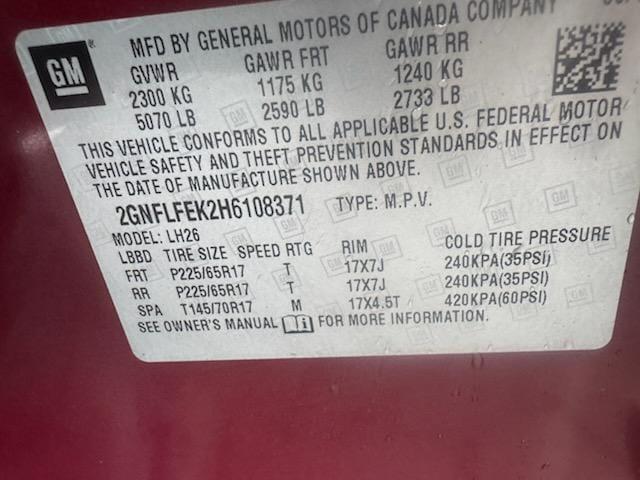 GM
MFD BY GENERAL MOTORS OF CANADA COMPANY
GVWR GAWR FRT GAWR RR
2300 KG 1175 KG 1240 KG
5070 LB 2590 LB 2733 LB
THIS VEHICLE CONFORMS TO ALL APPLICABLE U.S. FEDERAL MOTOR
VEHICLE SAFETY AND THEFT PREVENTION STANDARDS IN EFFECT ON
THE DATE OF MANUFACTURE SHOWN ABOVE.
2GNFLFEK2H6108371 TYPE: M.P.V.
MODEL: LH26
LBBD TIRE SIZE SPEED RTG RIM COLD TIRE PRESSURE
FRT P225/65R17 T 17X7J 240KPA(35PSI)
RR P225/65R17 T 17X7J 240KPA(35PSI)
SPA T145/70R17 M 17X4.5T 420KPA(60PSI)
SEE OWNER'S MANUAL FOR MORE INFORMATION.